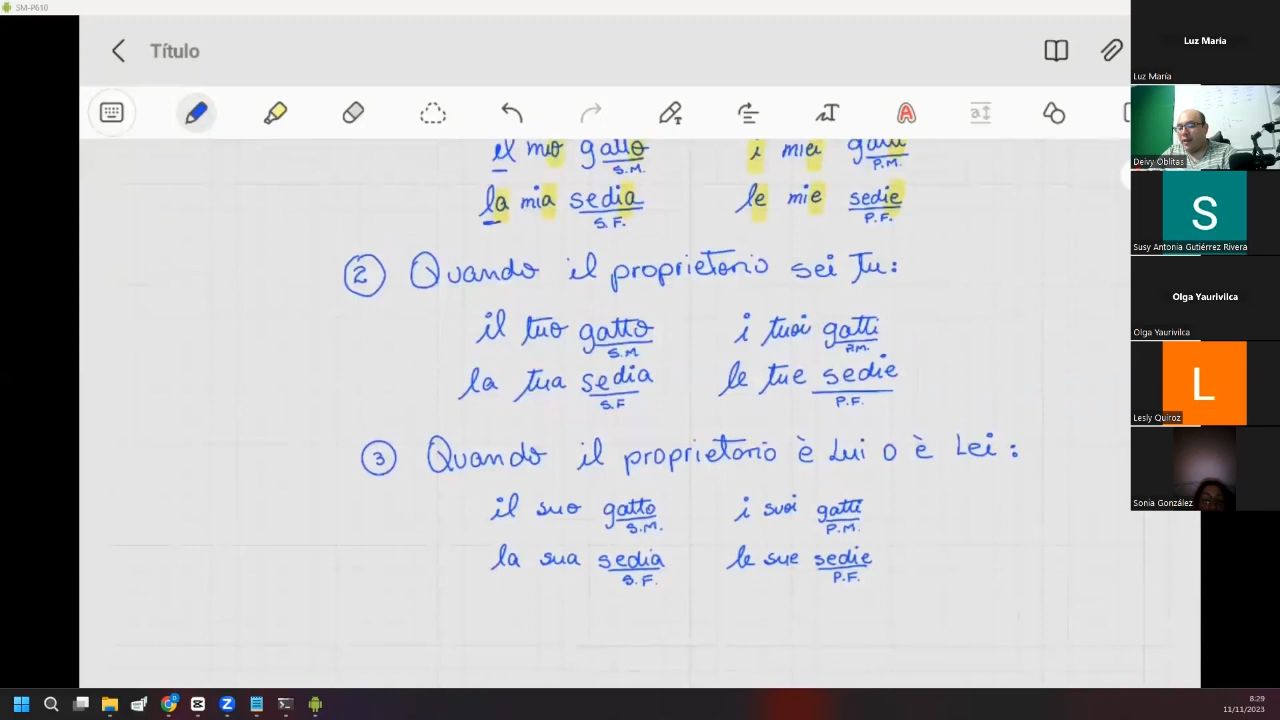 SM-P610
Título
il mio gatto i miei gatti
S.M. P.M.
la mia sedia le mie sedie
S.F. P.F.
2 Quando il proprietario sei Tu:
il tuo gatto i tuoi gatti
S.M P.M.
la tua sedia le tue sedie
S.F P.F.
3 Quando il proprietario è Lui o è Lei:
il suo gatto i suoi gatti
S.M. P.M.
la sua sedia le sue sedie
S.F. P.F.
Luz María
Luz María
Deivy Oblitas
S
Susy Antonia Gutiérrez Rivera
Olga Yaurivilca
Olga Yaurivilca
L
Lesly Quiroz
Sonia González
8:29
11/11/2023